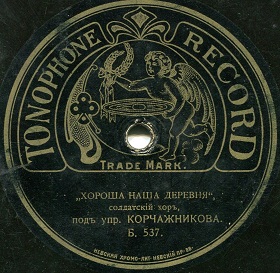 TONOPHONE RECORD
TRADE MARK.
„ХОРОША НАША ДЕРЕВНЯ“,
солдатскій хоръ,
подъ упр. КОРЧАЖНИКОВА.
Б. 537.